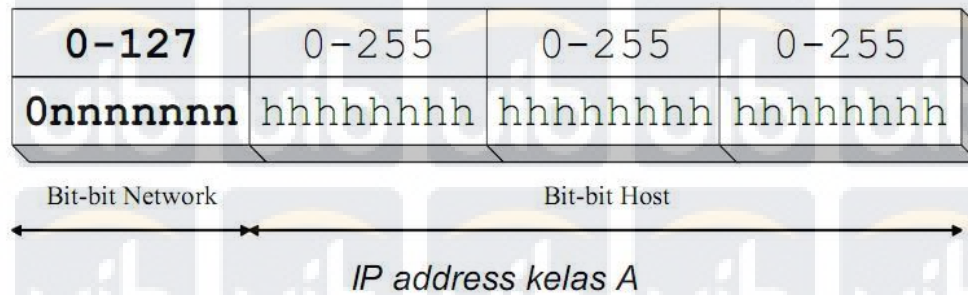 0-127 0-255 0-255 0-255
0nnnnnnn hhhhhhhh hhhhhhhh hhhhhhhh
Bit-bit Network Bit-bit Host
IP address kelas A